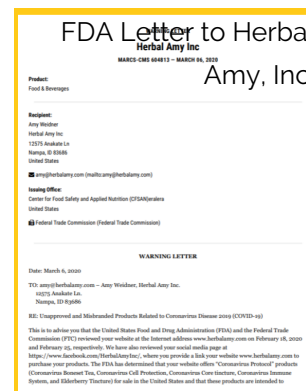 FDA Letter to Herbal
Amy, Inc
WARNING LETTER
Herbal Amy Inc
MARCS-CMS 604813 — MARCH 06, 2020
Product:
Food & Beverages
Recipient:
Amy Weidner
Herbal Amy Inc
12575 Anakate Ln
Nampa, ID 83686
United States
amy@herbalamy.com (mailto:amy@herbalamy.com)
Issuing Office:
Center for Food Safety and Applied Nutrition (CFSAN)eralera
United States
Federal Trade Commission (Federal Trade Commission)
WARNING LETTER
Date: March 6, 2020
TO: amy@herbalamy.com – Amy Weidner, Herbal Amy Inc.
12575 Anakate Ln.
Nampa, ID 83686
RE: Unapproved and Misbranded Products Related to Coronavirus Disease 2019 (COVID-19)
This is to advise you that the United States Food and Drug Administration (FDA) and the Federal Trade
Commission (FTC) reviewed your website at the Internet address www.herbalamy.com on February 18, 2020
and February 25, respectively. We have also reviewed your social media page at
https://www.facebook.com/HerbalAmyInc/, where you provide a link your website www.herbalamy.com to
purchase your products. The FDA has determined that your website offers "Coronavirus Protocol" products
(Coronavirus Boneset Tea, Coronavirus Cell Protection, Coronavirus Core tincture, Coronavirus Immune
System, and Elderberry Tincture) for sale in the United States and that these products are intended to